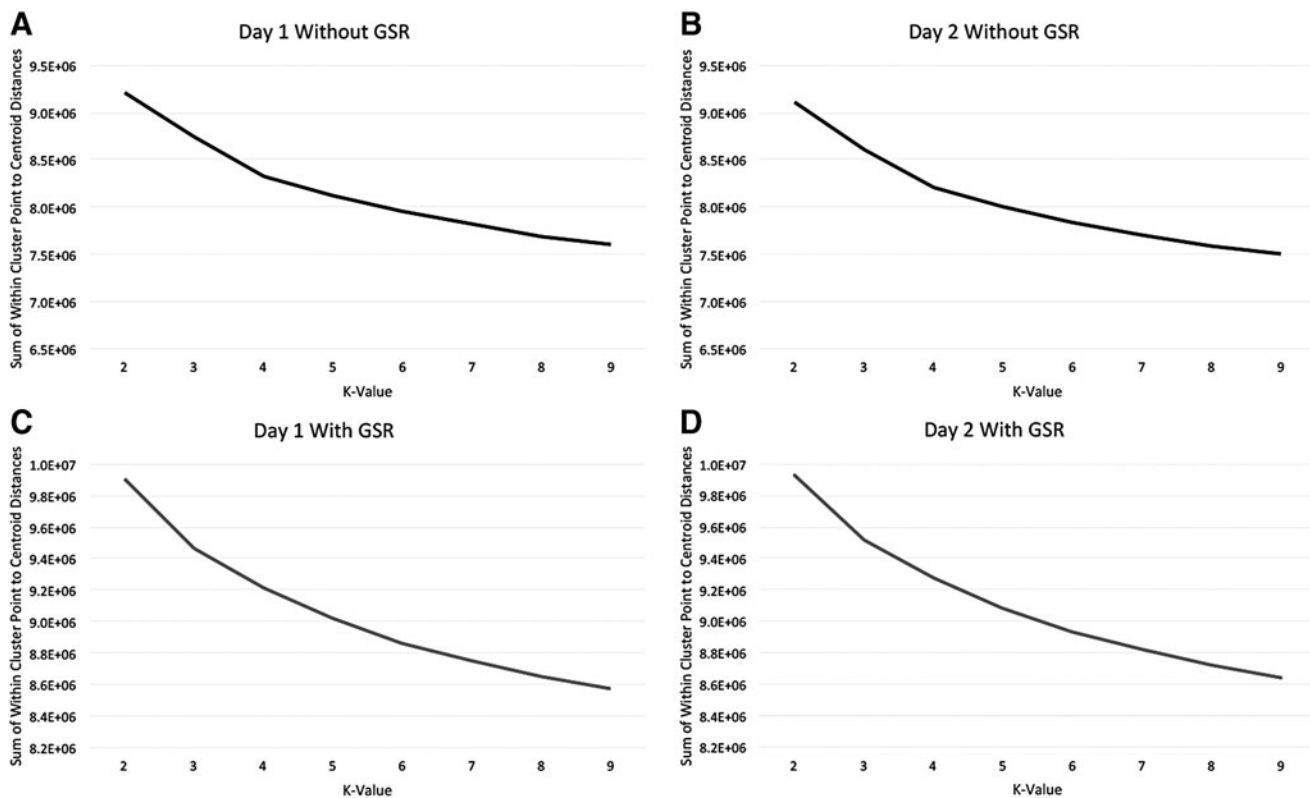 A
Day 1 Without GSR
Sum of Within Cluster Point to Centroid Distances
9.5E+06
9.0E+06
8.5E+06
8.0E+06
7.5E+06
7.0E+06
6.5E+06
2 3 4 5 6 7 8 9
K-Value
B
Day 2 Without GSR
Sum of Within Cluster Point to Centroid Distances
9.5E+06
9.0E+06
8.5E+06
8.0E+06
7.5E+06
7.0E+06
6.5E+06
2 3 4 5 6 7 8 9
K-Value
C
Day 1 With GSR
Sum of Within Cluster Point to Centroid Distances
1.0E+07
9.8E+06
9.6E+06
9.4E+06
9.2E+06
9.0E+06
8.8E+06
8.6E+06
8.4E+06
8.2E+06
2 3 4 5 6 7 8 9
K-Value
D
Day 2 With GSR
Sum of Within Cluster Point to Centroid Distances
1.0E+07
9.8E+06
9.6E+06
9.4E+06
9.2E+06
9.0E+06
8.8E+06
8.6E+06
8.4E+06
8.2E+06
2 3 4 5 6 7 8 9
K-Value